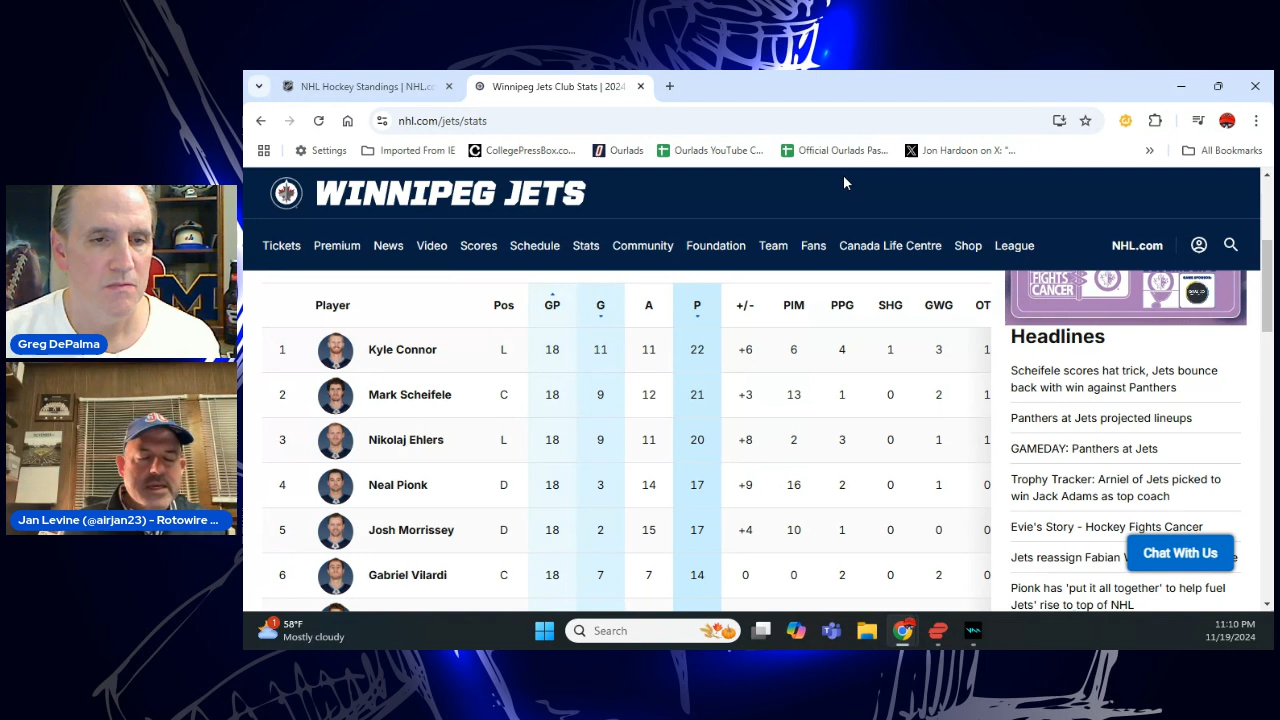 NHL Hockey Standings | NHL.c
Winnipeg Jets Club Stats | 2024
nhl.com/jets/stats
Settings
Imported From IE
CollegePressBox.co...
Ourlads
Ourlads YouTube C...
Official Ourlads Pas...
Jon Hardoon on X: "...
All Bookmarks
WINNIPEG JETS
Tickets Premium News Video Scores Schedule Stats Community Foundation Team Fans Canada Life Centre Shop League NHL.com
Player Pos GP G A P +/- PIM PPG SHG GWG OT
1 Kyle Connor L 18 11 11 22 +6 6 4 1 1 1
2 Mark Scheifele C 18 9 12 21 +3 13 1 0 2 0
3 Nikolaj Ehlers L 18 9 11 20 +8 2 3 0 1 1
4 Neal Pionk D 18 3 14 17 +9 16 2 0 1 0
5 Josh Morrissey D 18 2 15 17 10 0 0 0
6 Gabriel Vilardi C 18 7 7 14 0 0 2 0 2 0
FIGHTS
CANCER
Headlines
Scheifele scores hat trick, Jets bounce
back with win against Panthers
Panthers at Jets projected lineups
GAMEDAY: Panthers at Jets
Trophy Tracker: Arniel of Jets picked to
win Jack Adams as top coach
Evie's Story - Hockey Fights Cancer
Jets reassign Fabian
Chat With Us
Pionk has 'put it all together' to help fuel
Jets' rise to top of NHL
Greg DePalma
Jan Levine (@airjan23) - Rotowire ...
1
58°F
Mostly cloudy
Search
11:10 PM
11/19/2024